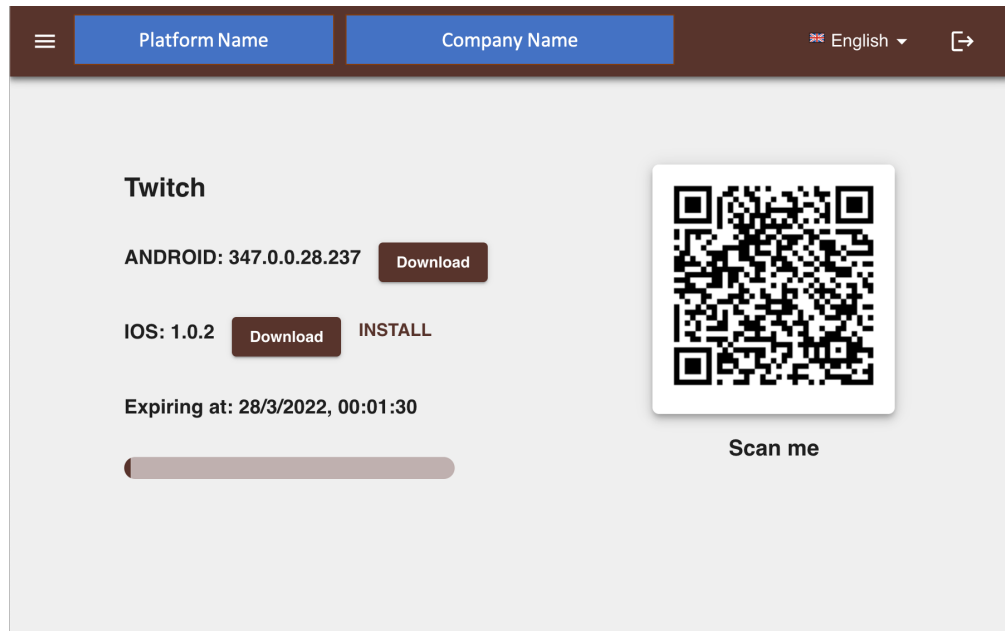 Platform Name
Company Name
English
Twitch
ANDROID: 347.0.0.28.237
Download
IOS: 1.0.2
Download
INSTALL
Expiring at: 28/3/2022, 00:01:30
Scan me